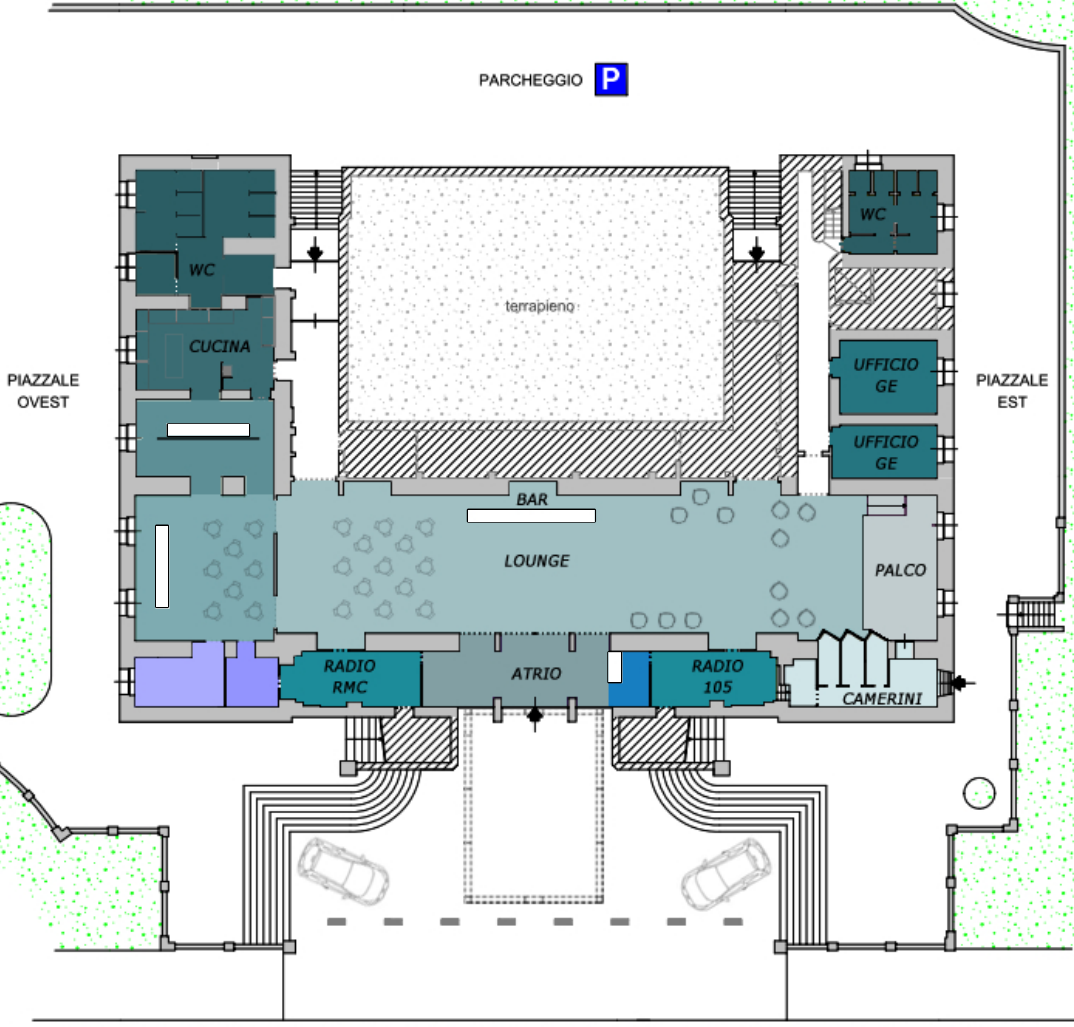 PARCHEGGIO P
WC
WC
terrapieno
CUCINA
UFFICIO
GE
PIAZZALE
OVEST
PIAZZALE
EST
UFFICIO
GE
BAR
LOUNGE
PALCO
RADIO
RMC
ATRIO
RADIO
105
CAMERINI